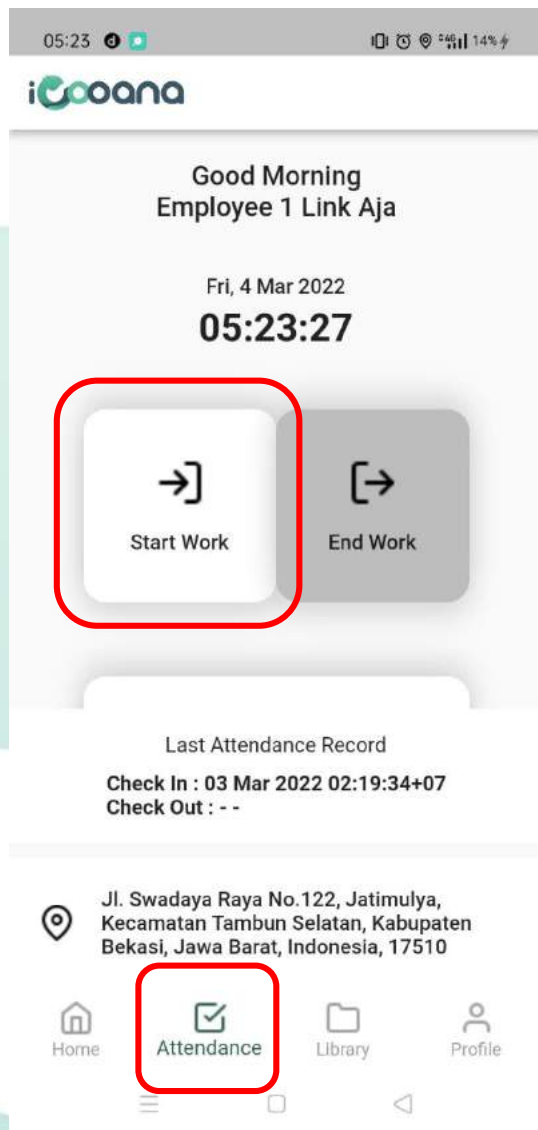 05:23
14%
icooana
Good Morning
Employee 1 Link Aja
Fri, 4 Mar 2022
05:23:27
Start Work
End Work
Last Attendance Record
Check In : 03 Mar 2022 02:19:34+07
Check Out : - -
Jl. Swadaya Raya No.122, Jatimulya,
Kecamatan Tambun Selatan, Kabupaten
Bekasi, Jawa Barat, Indonesia, 17510
Home
Attendance
Library
Profile